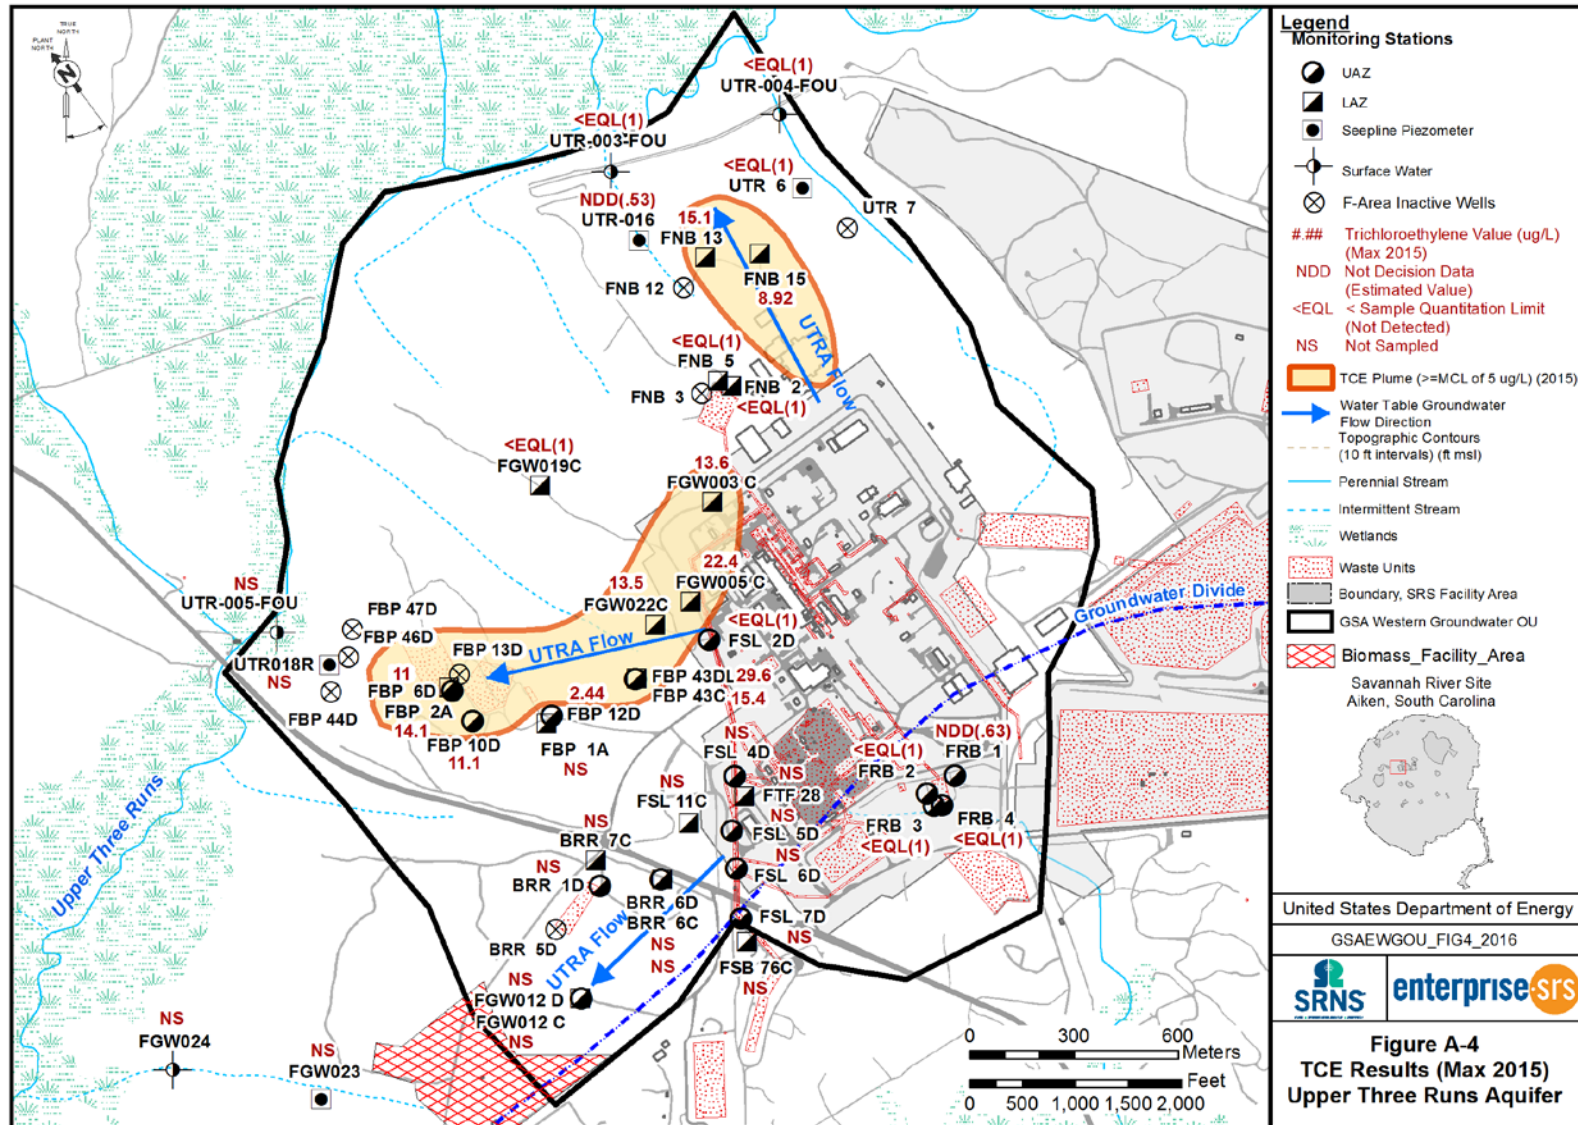 TRUE
NORTH
PLANT
NORTH
N
<EQL(1)
UTR-004-FOU
<EQL(1)
UTR-003-FOU
<EQL(1)
UTR 6
NDD(.53)
UTR-016
15.1
FNB 13
UTR 7
FNB 12
FNB 15
8.92
UTRA Flow
<EQL(1)
FNB 5
FNB 3
FNB 2
<EQL(1)
<EQL(1)
FGW019C
13.6
FGW003 C
22.4
FGW005 C
13.5
FGW022C
<EQL(1)
FSL 2D
Groundwater Divide
NS
UTR-005-FOU
FBP 47D
FBP 46D
FBP 13D
UTRA Flow
UTR018R
NS
11
FBP 6D
FBP 2A
14.1
FBP 44D
FBP 10D
11.1
2.44
FBP 12D
FBP 1A
NS
FBP 43DL
29.6
FBP 43C
15.4
NS
FSL 4D
NS
FTF 28
<EQL(1)
FRB 2
NDD(.63)
FRB 1
NS
FSL 11C
NS
FSL 5D
FRB 3
<EQL(1)
FRB 4
<EQL(1)
NS
BRR 7C
NS
FSL 6D
NS
BRR 1D
BRR 6D
BRR 6C
NS
NS
FSL 7D
NS
BRR 5D
UTRA Flow
FSB 76C
NS
NS
FGW012 D
FGW012 C
NS
NS
FGW024
NS
FGW023
Upper Three Runs
0 300 600
Meters
Feet
0 500 1,000 1,500 2,000
Legend
Monitoring Stations
UAZ
LAZ
Seepline Piezometer
Surface Water
F-Area Inactive Wells
#.## Trichloroethylene Value (ug/L)
(Max 2015)
NDD Not Decision Data
(Estimated Value)
<EQL < Sample Quantitation Limit
(Not Detected)
NS Not Sampled
TCE Plume (>=MCL of 5 ug/L) (2015)
Water Table Groundwater
Flow Direction
Topographic Contours
(10 ft intervals) (ft msl)
Perennial Stream
Intermittent Stream
Wetlands
Waste Units
Boundary, SRS Facility Area
GSA Western Groundwater OU
Biomass_Facility_Area
Savannah River Site
Aiken, South Carolina
United States Department of Energy
GSAEWGOU_FIG4_2016
SRNS
enterprise·srs
Figure A-4
TCE Results (Max 2015)
Upper Three Runs Aquifer